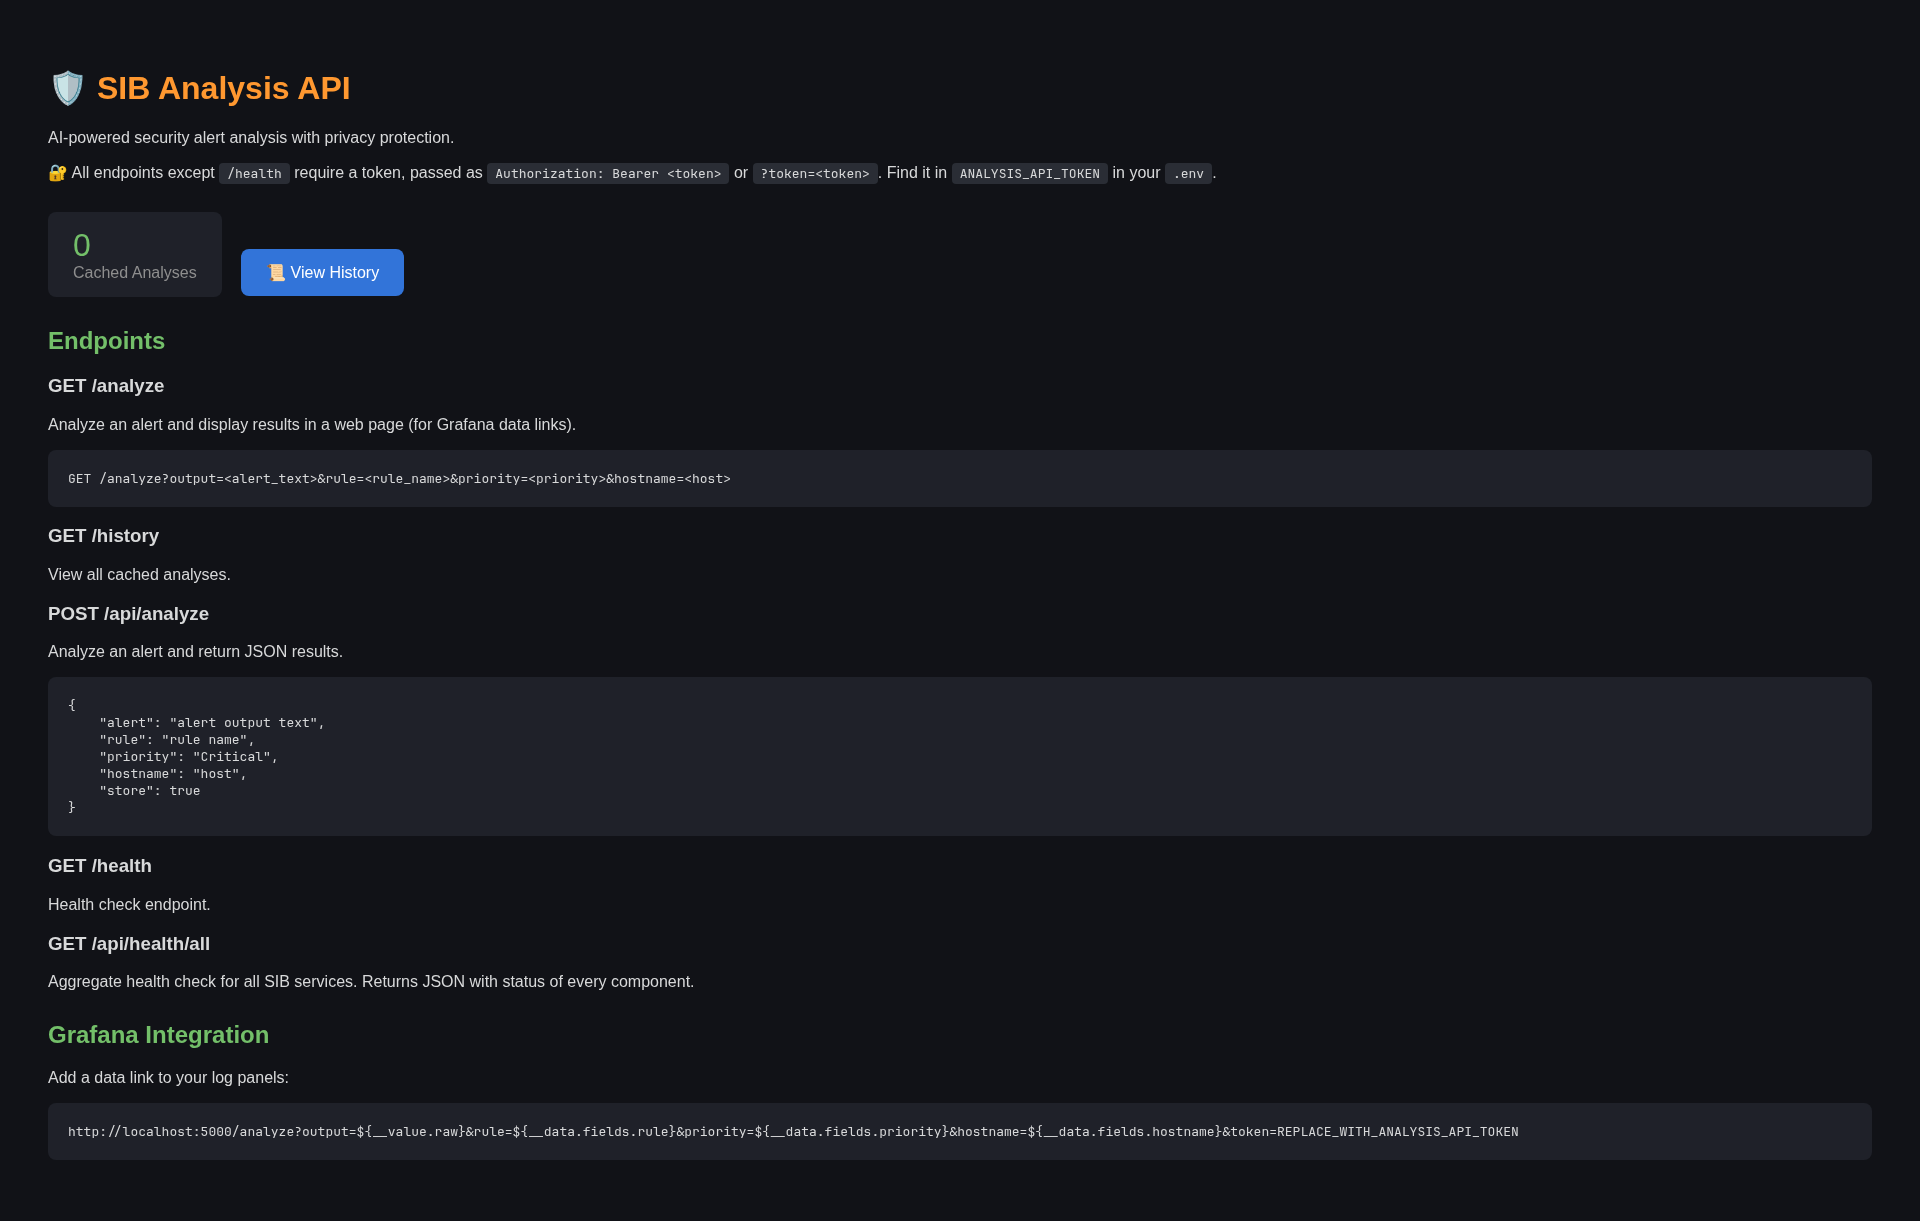 🛡️ SIB Analysis API
AI-powered security alert analysis with privacy protection.
🔐 All endpoints except /health require a token, passed as Authorization: Bearer <token> or ?token=<token>. Find it in ANALYSIS_API_TOKEN in your .env.
0
Cached Analyses
📜 View History
Endpoints
GET /analyze
Analyze an alert and display results in a web page (for Grafana data links).
GET /analyze?output=<alert_text>&rule=<rule_name>&priority=<priority>&hostname=<host>
GET /history
View all cached analyses.
POST /api/analyze
Analyze an alert and return JSON results.
{
    "alert": "alert output text",
    "rule": "rule name",
    "priority": "Critical",
    "hostname": "host",
    "store": true
}
GET /health
Health check endpoint.
GET /api/health/all
Aggregate health check for all SIB services. Returns JSON with status of every component.
Grafana Integration
Add a data link to your log panels:
http://localhost:5000/analyze?output=${__value.raw}&rule=${__data.fields.rule}&priority=${__data.fields.priority}&hostname=${__data.fields.hostname}&token=REPLACE_WITH_ANALYSIS_API_TOKEN